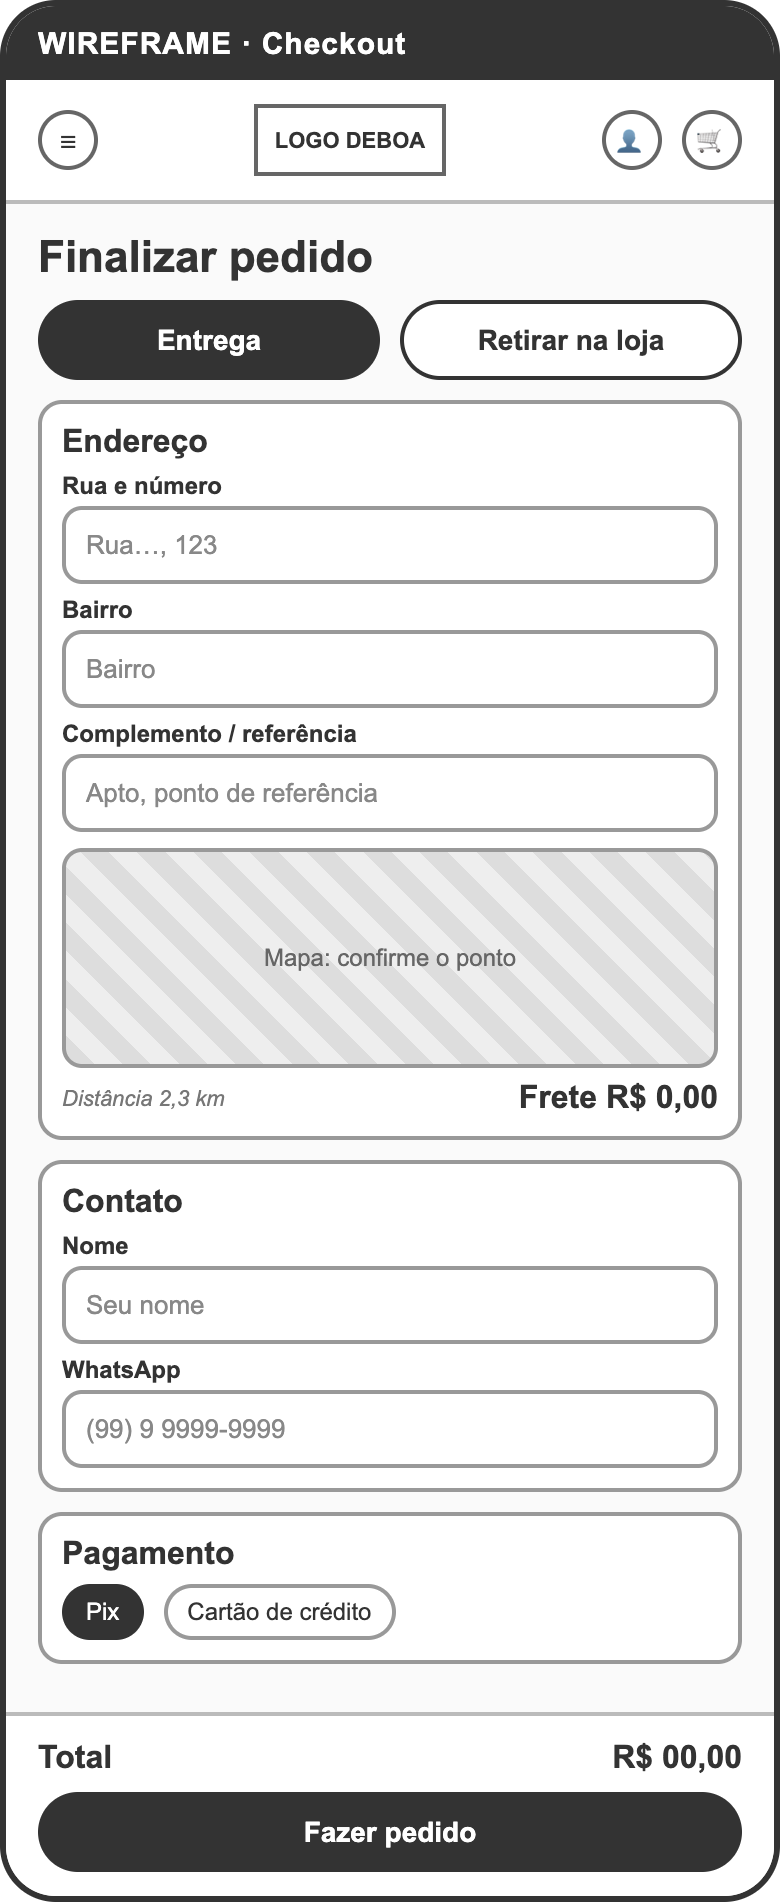 WIREFRAME · Checkout
≡
LOGO DEBOA
Finalizar pedido
Entrega
Retirar na loja
Endereço
Rua e número
Rua…, 123
Bairro
Bairro
Complemento / referência
Apto, ponto de referência
Mapa: confirme o ponto
Distância 2,3 km
Frete R$ 0,00
Contato
Nome
Seu nome
WhatsApp
(99) 9 9999-9999
Pagamento
Pix
Cartão de crédito
Total
R$ 00,00
Fazer pedido